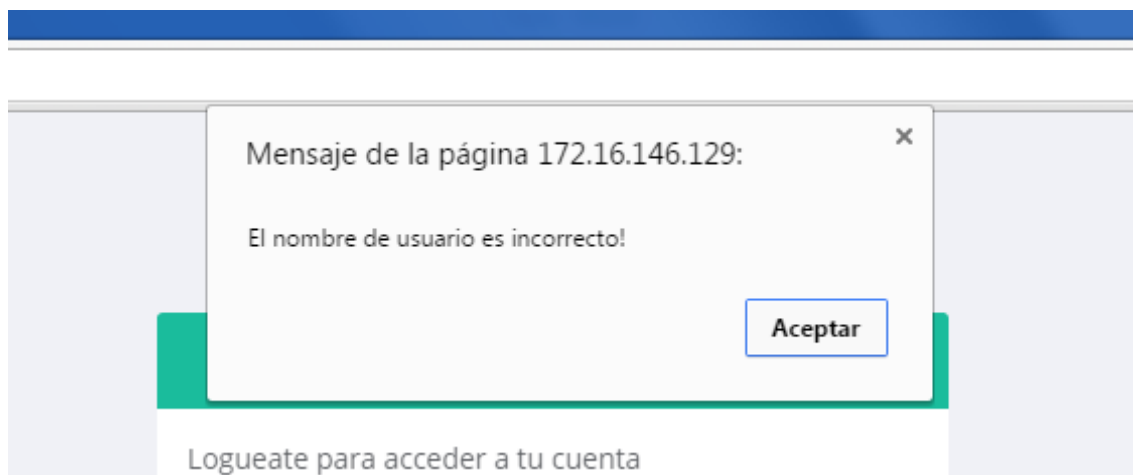 Mensaje de la página 172.16.146.129:
El nombre de usuario es incorrecto!
Aceptar
Logueate para acceder a tu cuenta